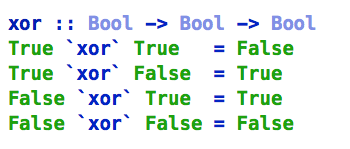 xor :: Bool -> Bool -> Bool
True `xor` True   = False
True `xor` False  = True
False `xor` True  = True
False `xor` False = False